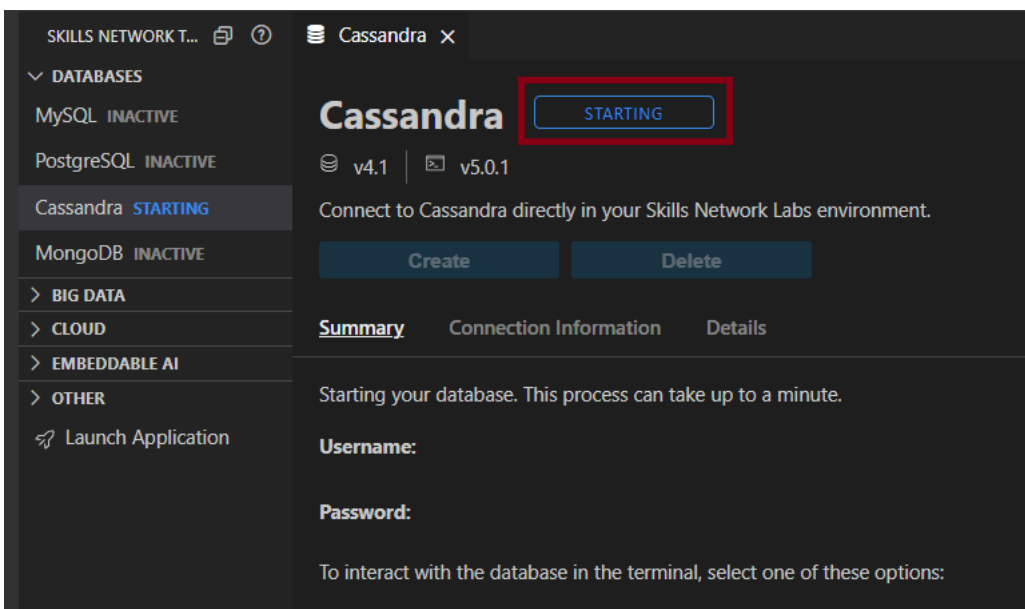 SKILLS NETWORK T...
DATABASES
MySQL INACTIVE
PostgreSQL INACTIVE
Cassandra STARTING
MongoDB INACTIVE
BIG DATA
CLOUD
EMBEDDABLE AI
OTHER
Launch Application
Cassandra
Cassandra STARTING
v4.1 v5.0.1
Connect to Cassandra directly in your Skills Network Labs environment.
Create Delete
Summary Connection Information Details
Starting your database. This process can take up to a minute.
Username:
Password:
To interact with the database in the terminal, select one of these options: